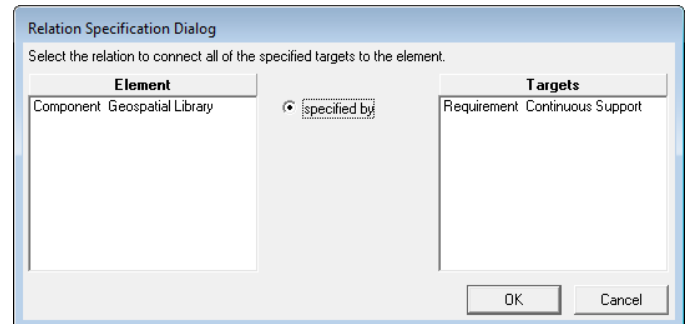 Relation Specification Dialog
Select the relation to connect all of the specified targets to the element.
Element
Targets
Component  Geospatial Library
specified by
Requirement  Continuous Support
OK
Cancel